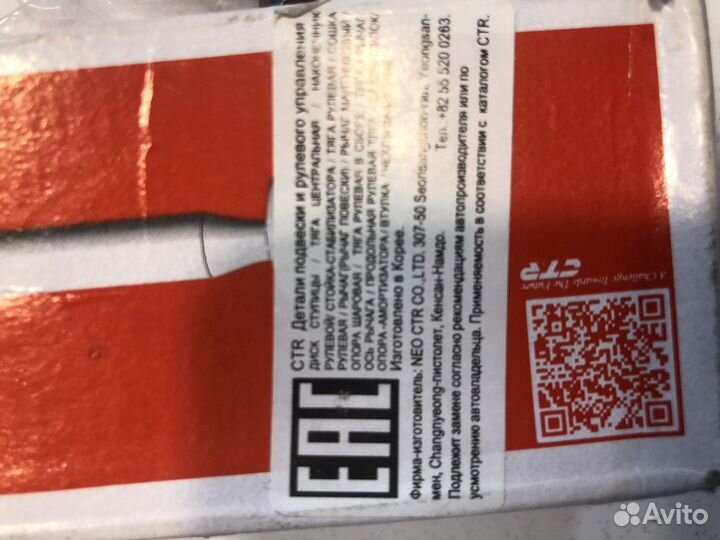 CTR Детали подвески и рулевого управления
ДИСК СТУПИЦЫ / ТЯГА ЦЕНТРАЛЬНАЯ / НАКОНЕЧНИК
РУЛЕВОЙ/ СТОЙКА-СТАБИЛИЗАТОРА / ТЯГА РУЛЕВАЯ / СОШКА
РУЛЕВАЯ / РЫЧАГ(РЫЧАГ ПОВЕСКИ) / РЫЧАГ МАЯТНИКОВЫЙ /
ОПОРА ШАРОВАЯ / ТЯГА РУЛЕВАЯ В СБОРЕ / РЫЧАГ/
ОСЬ РЫЧАГА / ПРОДОЛЬНАЯ РУЛЕВАЯ ТЯГА /
ОПОРА -АМОРТИЗАТОРА / ВТУЛКА /
Изготовлено в Корее.
Фирма-изготовитель: NEO CTR CO.,LTD, 307-50 Yeongsan-
мен, Changnyeong-пистолет, Кенсан-Намдо. Тел.:+82 55 520 0263.
Подлежит замене согласно рекомендациям автопроизводителя или по
усмотрению автовладельца. Применяемость в соответствии с каталогом CTR.
EAC
CTR
A Challenge Towards The Future
Avito